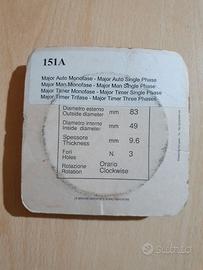 151A
Major Auto Monofase - Major Auto Single Phase
Major Man.Monofase - Major Man Single Phase
Major Timer Monofase - Major Timer Single Phase
Major Timer Trifase - Major Timer Three Phases
Diametro esterno
Outside diameter
mm
83
Diametro interno
Inside diameter
mm
49
Spessore
Thickness
mm
9.6
Fori
Holes
N.
3
Rotazione
Rotation
Orario
Clockwise
subito